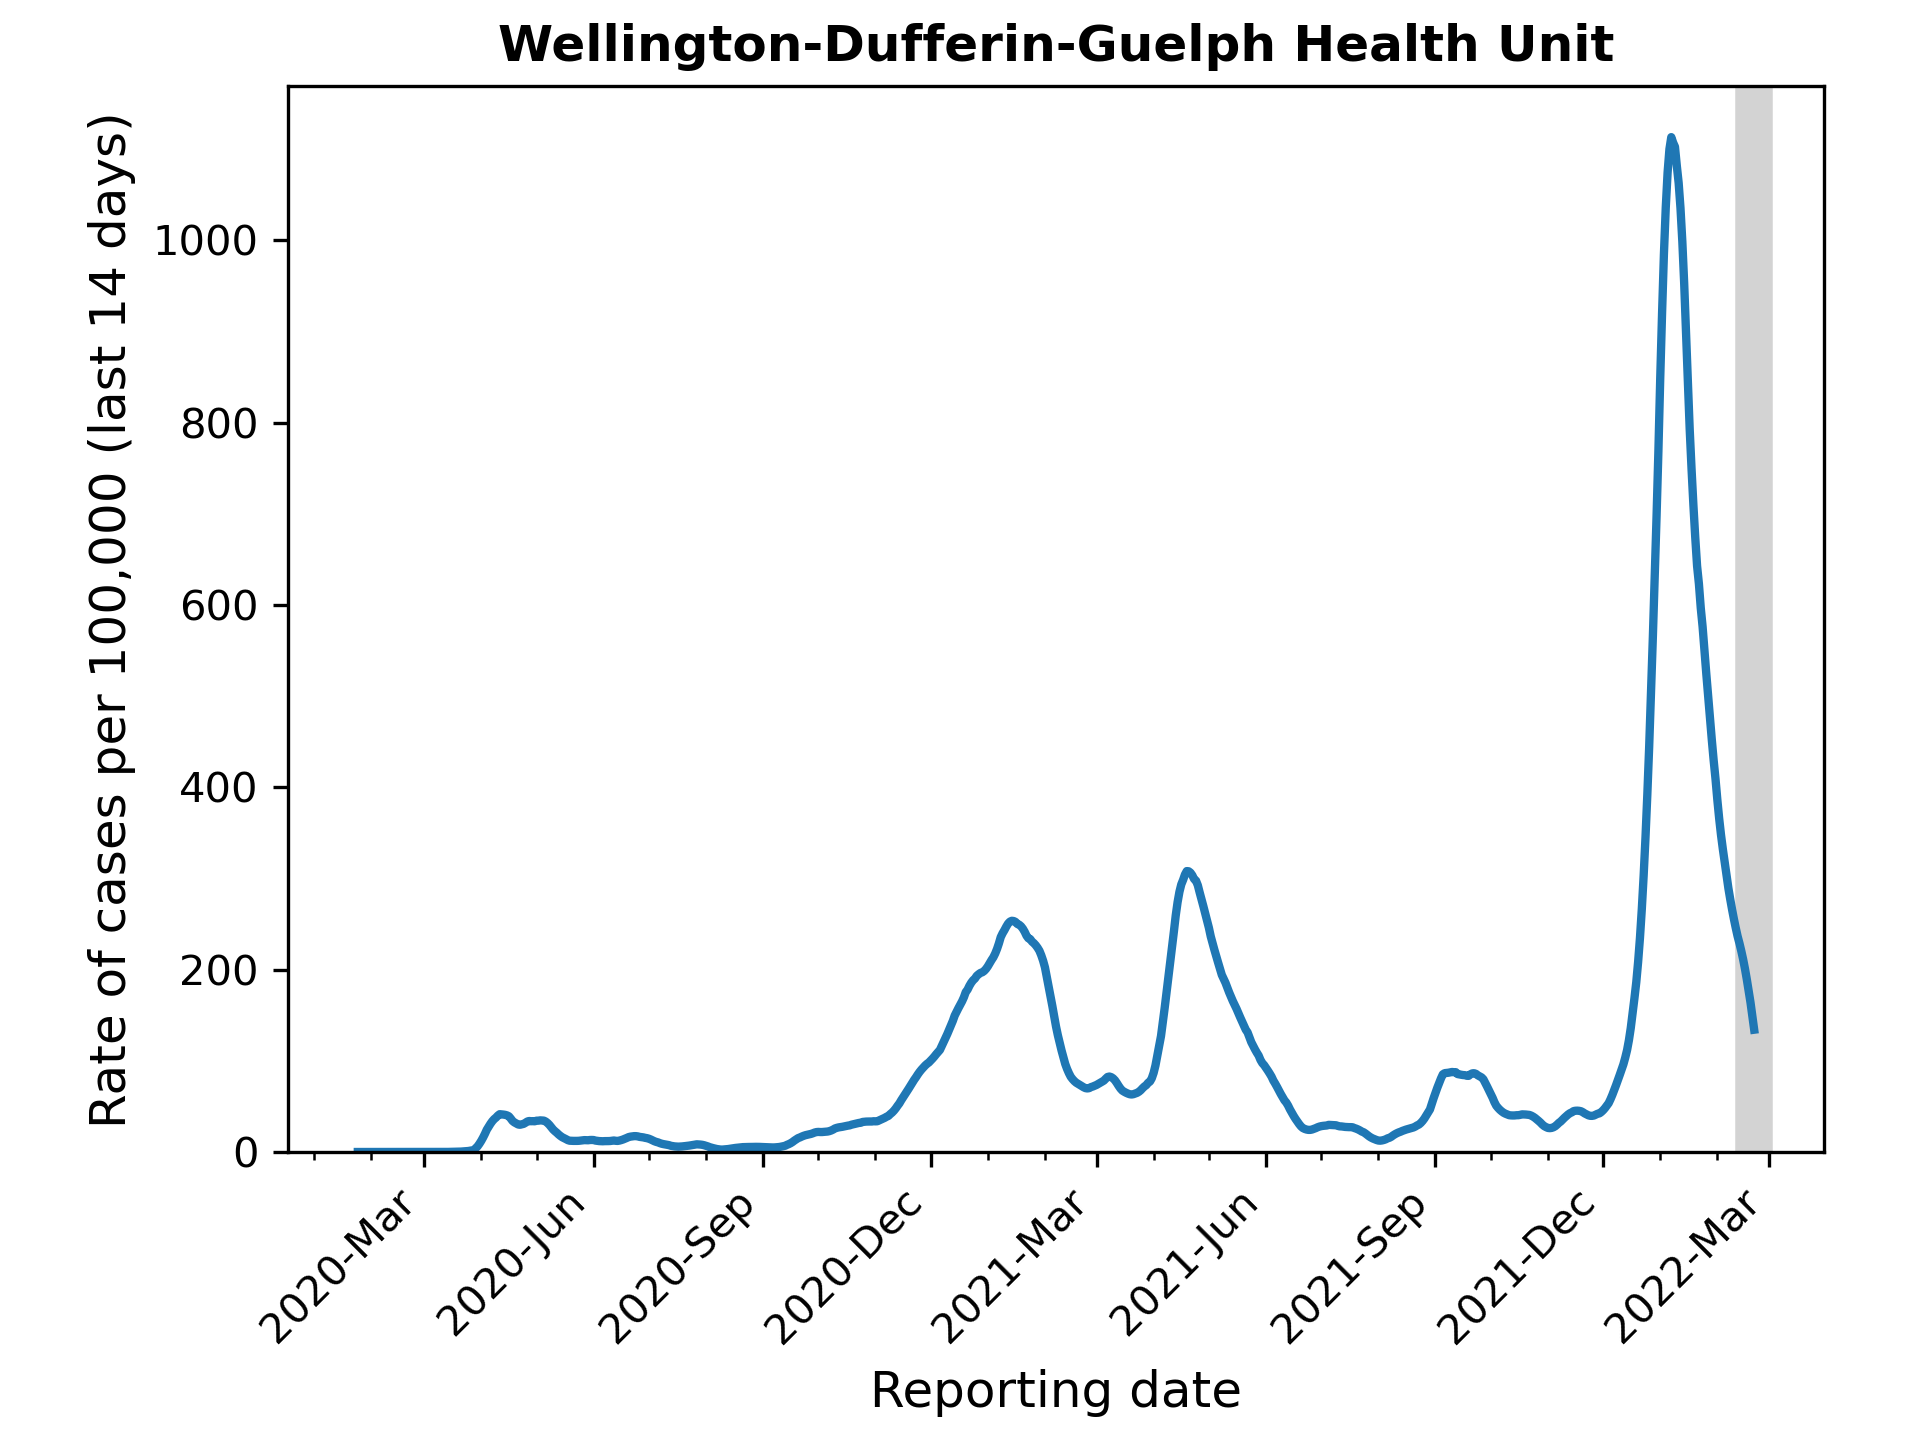 Wellington-Dufferin-Guelph Health Unit
Rate of cases per 100,000 (last 14 days)
1000
800
600
400
200
0
2020-Mar
2020-Jun
2020-Sep
2020-Dec
2021-Mar
2021-Jun
2021-Sep
2021-Dec
2022-Mar
Reporting date